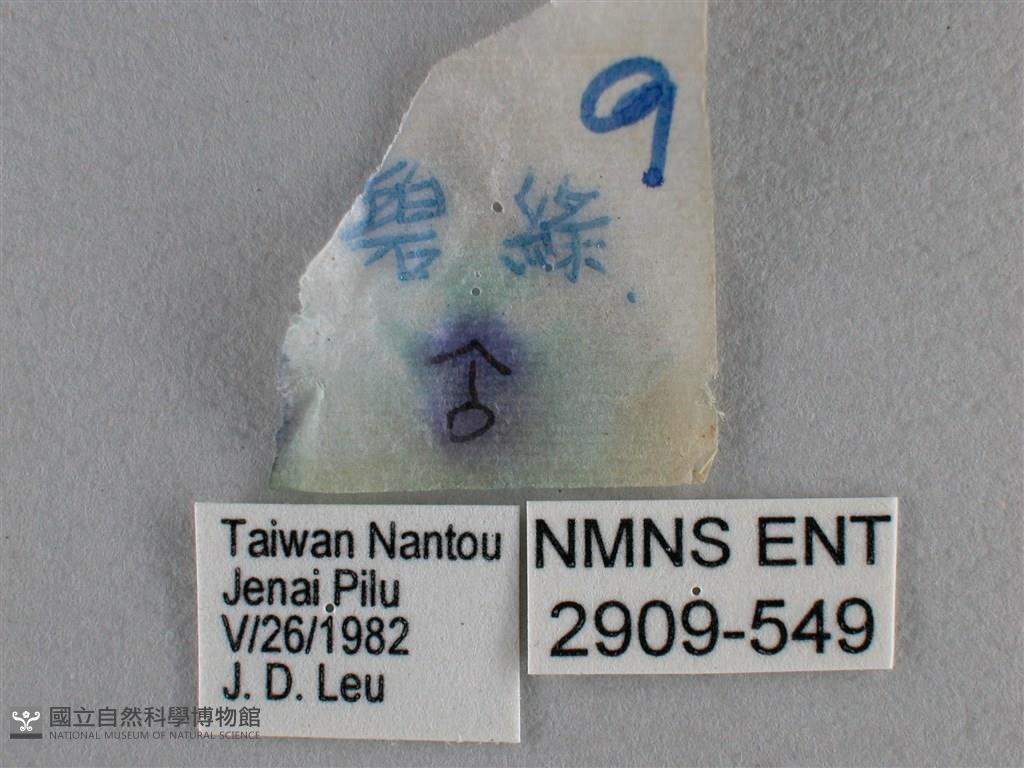 9
碧綠
♂
Taiwan Nantou
Jenai Pilu
V/26/1982
J. D. Leu
NMNS ENT
2909-549
國立自然科學博物館
NATIONAL MUSEUM OF NATURAL SCIENCE